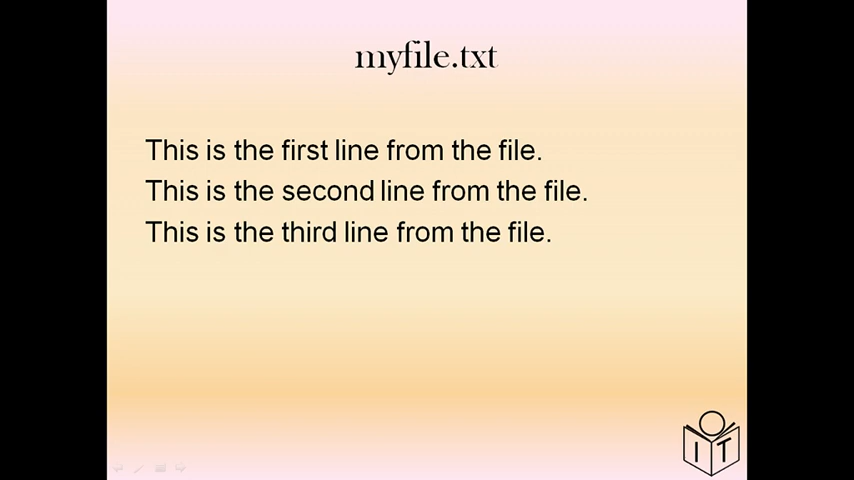 myfile.txt
This is the first line from the file.
This is the second line from the file.
This is the third line from the file.
IT